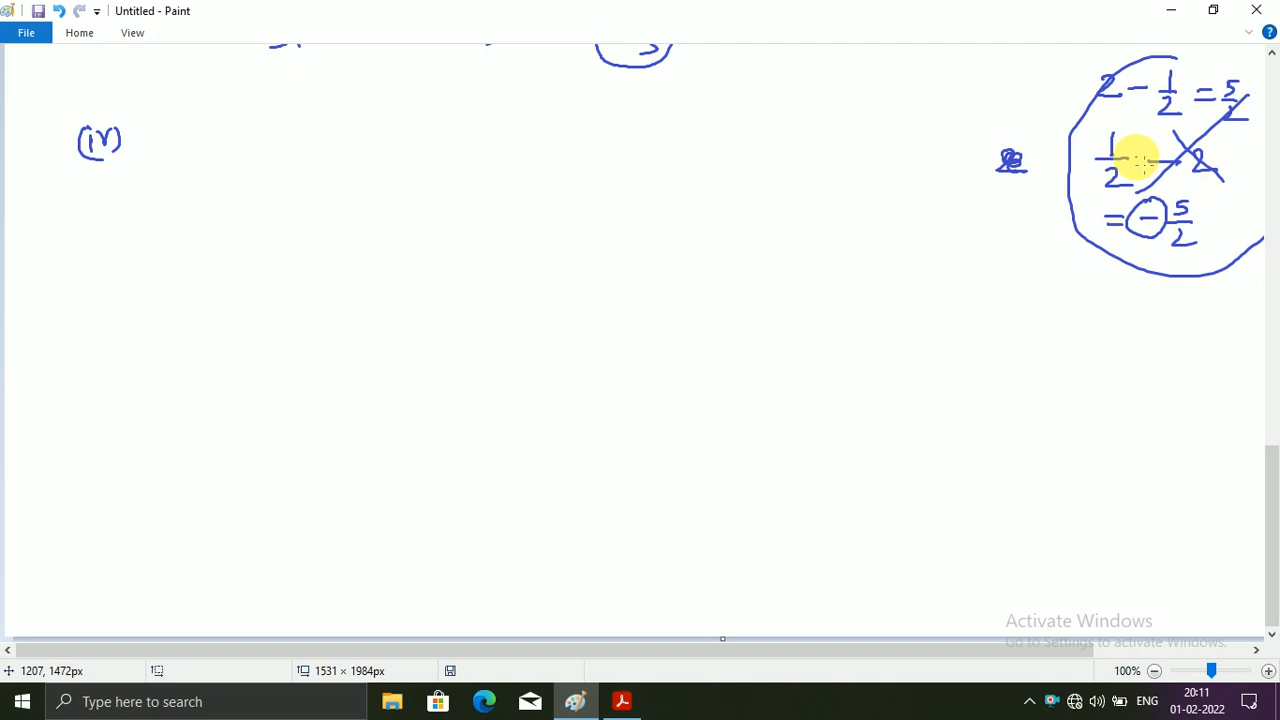 Untitled - Paint
File Home View
2 - 1/2 = 5/2
(iv)
1/2 - 2
= - 5/2
Activate Windows
Go to Settings to activate Windows.
1207, 1472px 1531 × 1984px 100%
Type here to search
ENG
20:11
01-02-2022